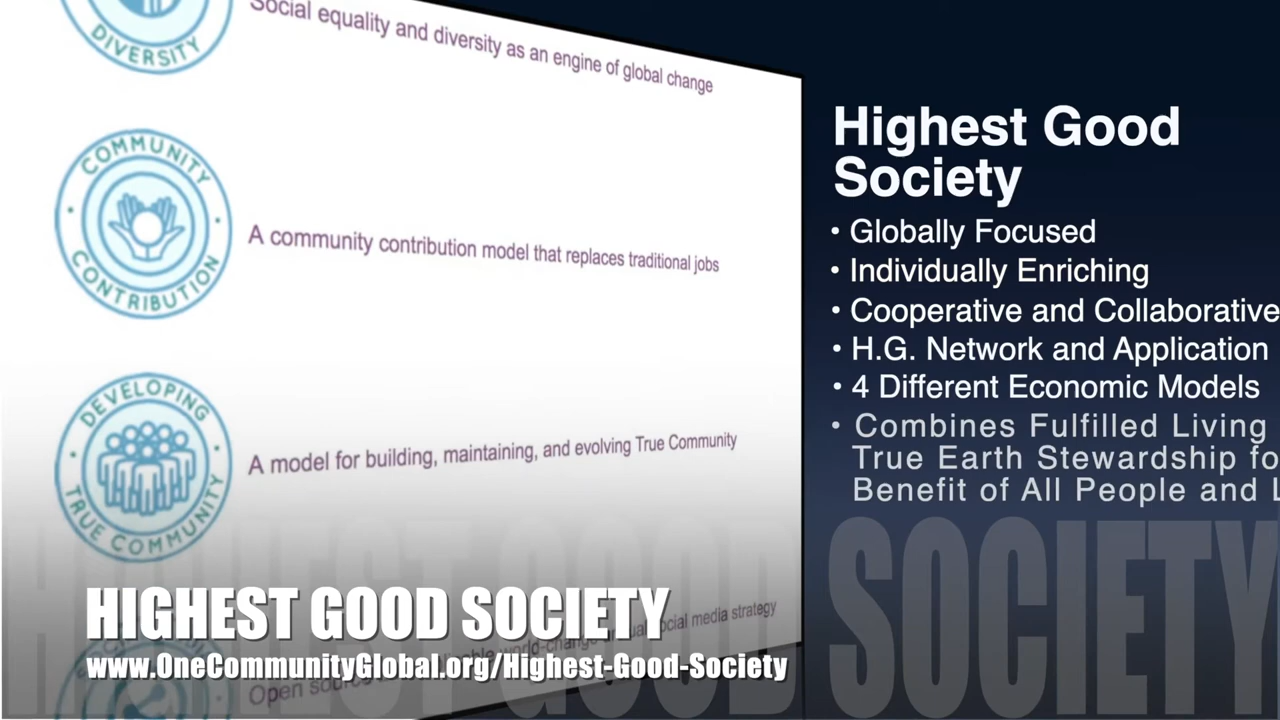 DIVERSITY
Social equality and diversity as an engine of global change
COMMUNITY
CONTRIBUTION
A community contribution model that replaces traditional jobs
DEVELOPING
TRUE COMMUNITY
A model for building, maintaining, and evolving True Community
Open
social media strategy
Highest Good
Society
• Globally Focused
• Individually Enriching
• Cooperative and Collaborative
• H.G. Network and Application
• 4 Different Economic Models
• Combines Fulfilled Living
True Earth Stewardship fo
Benefit of All People and L
HIGHEST GOOD SOCIETY
HIGHEST GOOD SOCIETY
www.OneCommunityGlobal.org/Highest-Good-Society